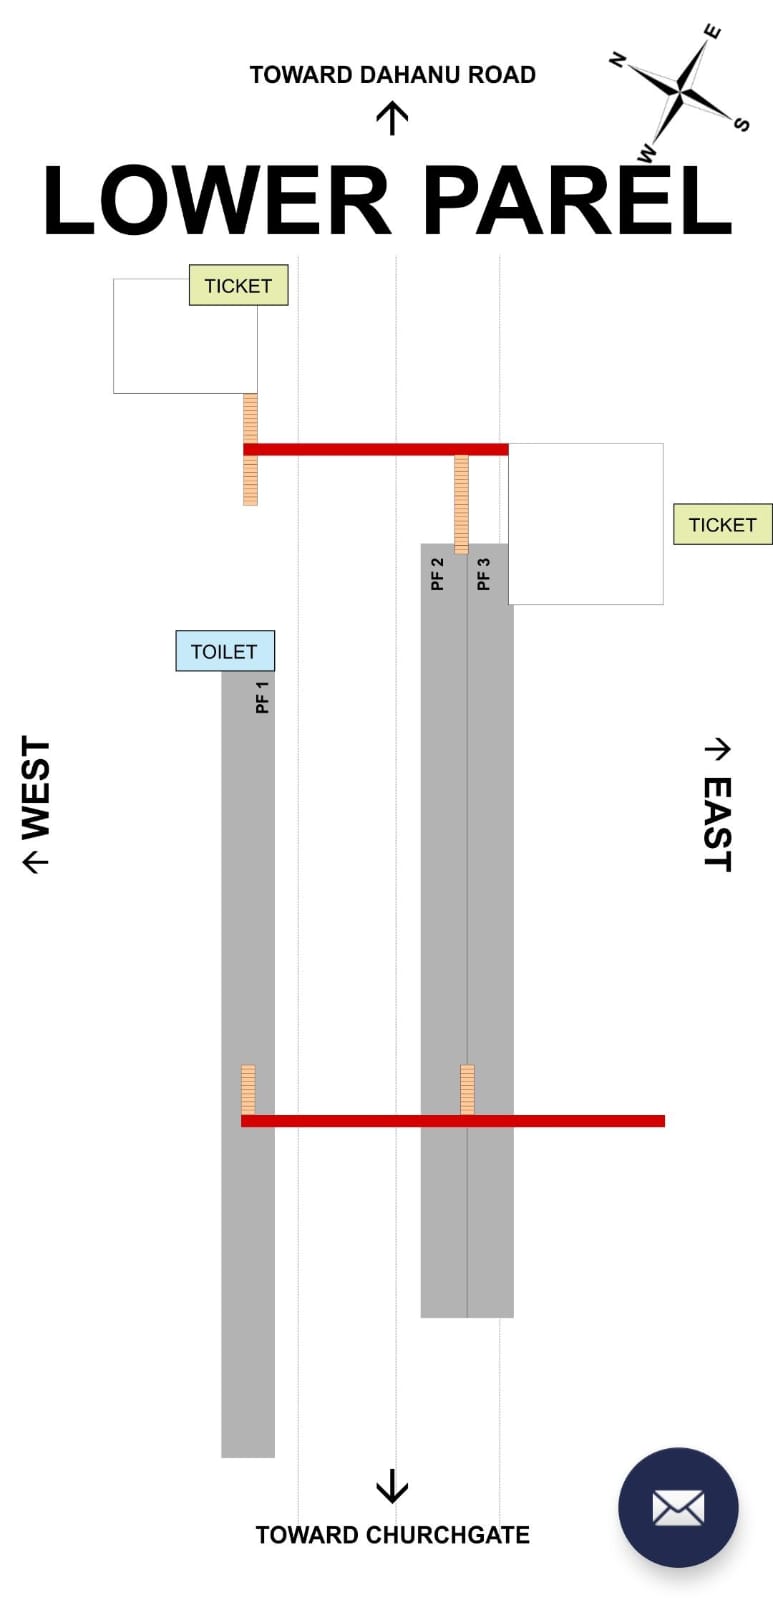 E
N
TOWARD DAHANU ROAD
↑
S
W
LOWER PAREL
TICKET
TICKET
PF 2
PF 3
TOILET
PF 1
↑ WEST
→ EAST
↓
TOWARD CHURCHGATE